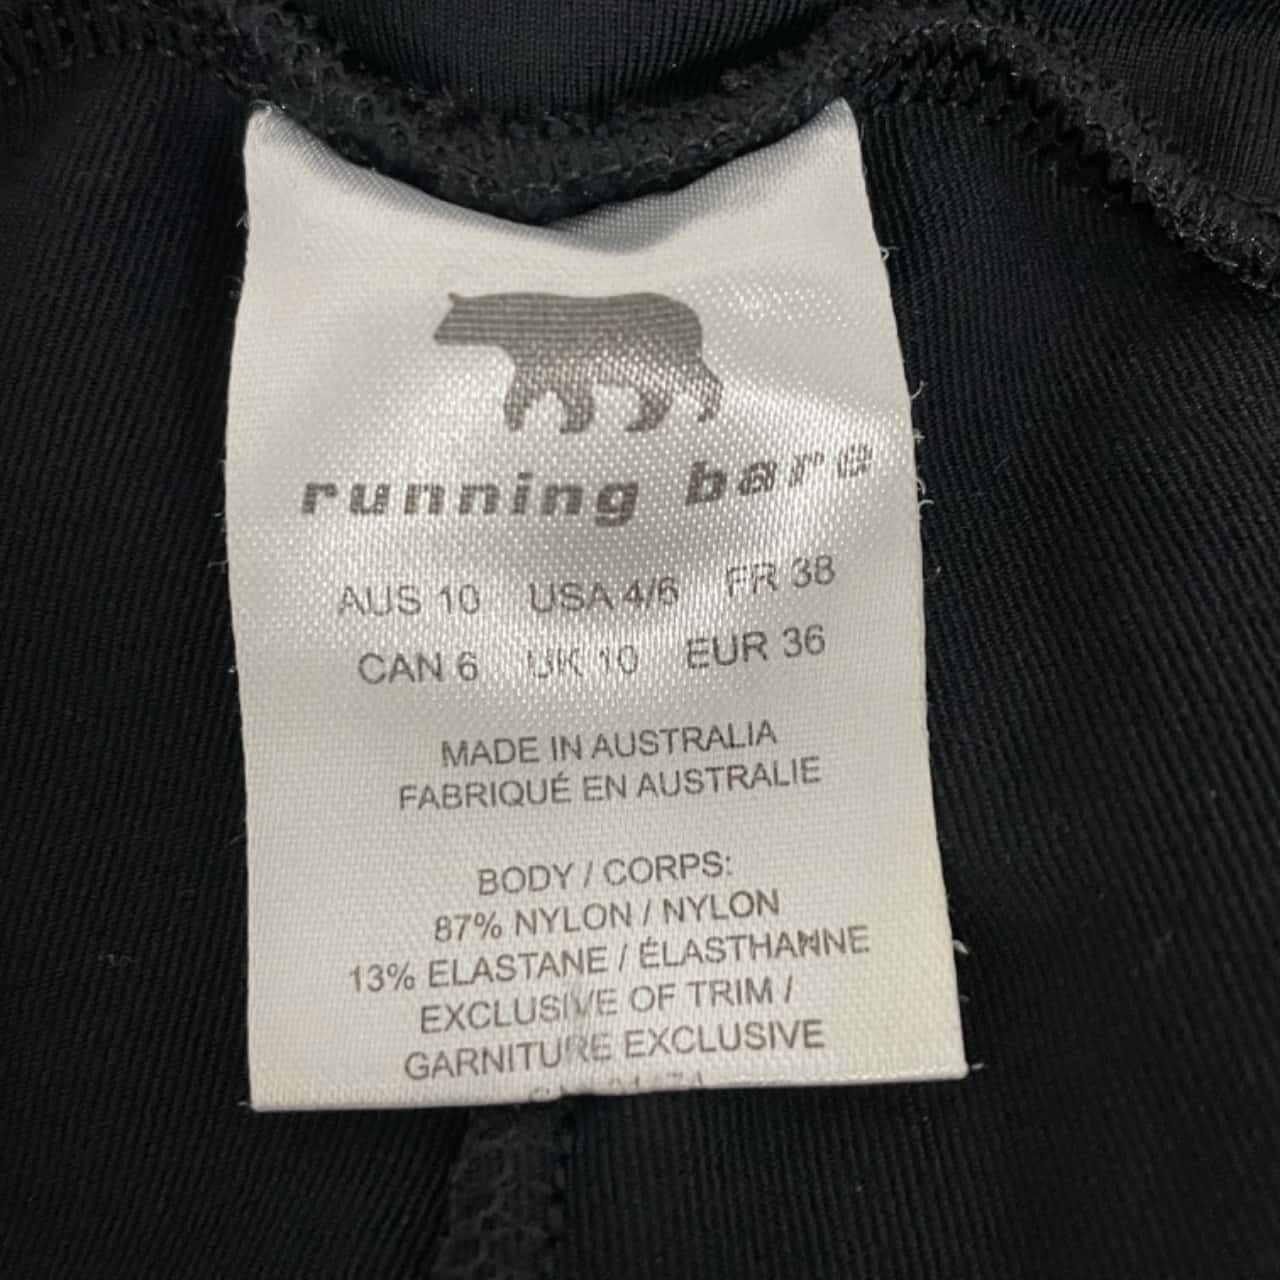 running bare
AUS 10 USA 4/6 FR 38
CAN 6 UK 10 EUR 36
MADE IN AUSTRALIA
FABRIQUÉ EN AUSTRALIE
BODY / CORPS:
87% NYLON / NYLON
13% ELASTANE / ÉLASTHANNE
EXCLUSIVE OF TRIM /
GARNITURE EXCLUSIVE